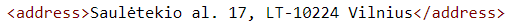 <address>Saulėtekio al. 17, LT-10224 Vilnius</address>